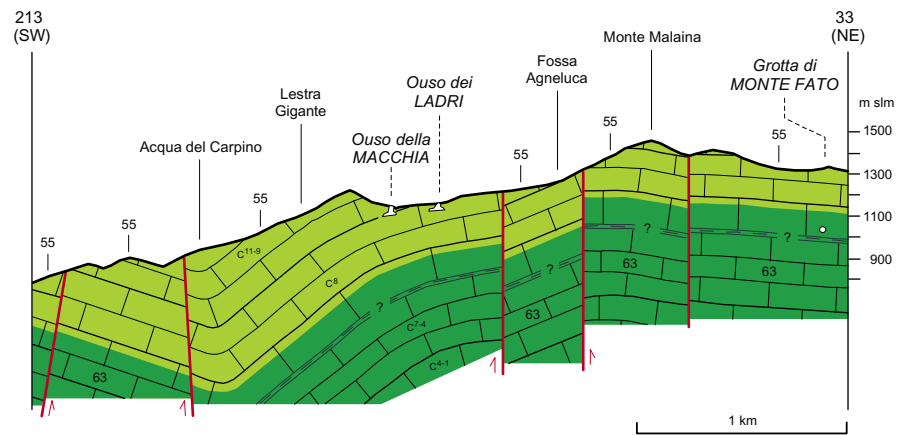 213
(SW)
33
(NE)
Monte Malaina
Fossa
Agneluca
Grotta di
MONTE FATO
Ouso dei
LADRI
Lestra
Gigante
Ouso della
MACCHIA
Acqua del Carpino
m slm
1500
1300
1100
900
55
55
55
55
55
55
C11-9
C8
C7-4
C4-1
?
?
?
?
63
63
63
63
1 km